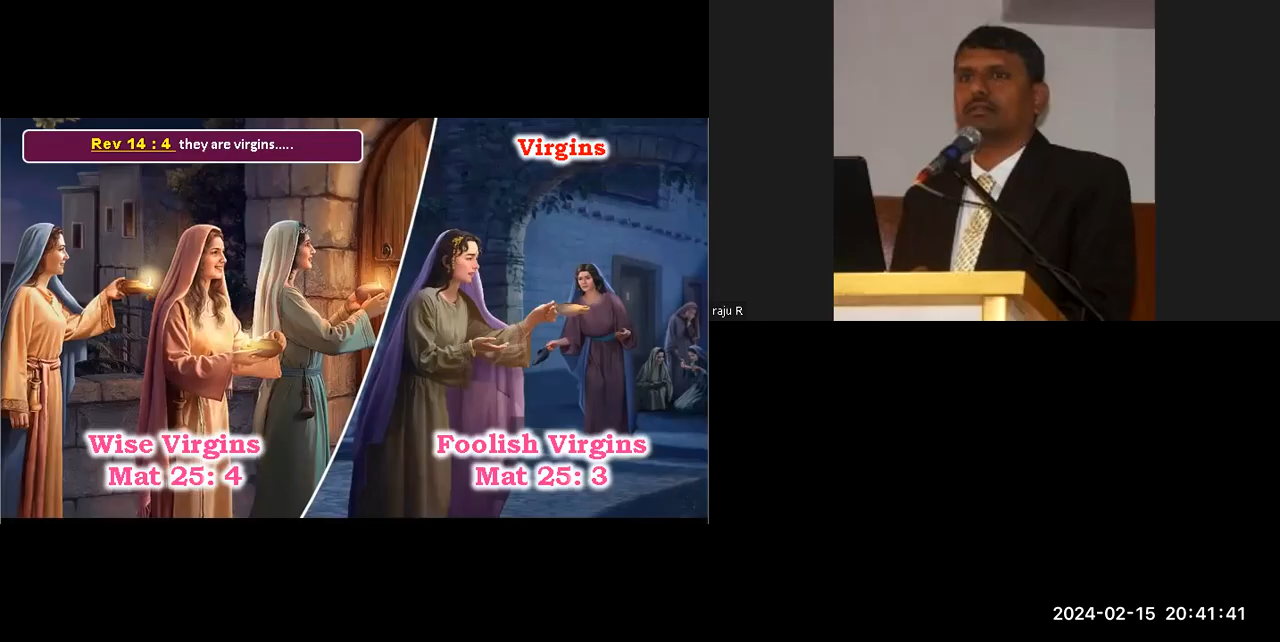 Rev 14 : 4 they are virgins.....
Virgins
Wise Virgins
Mat 25: 4
Foolish Virgins
Mat 25: 3
raju R
2024-02-15 20:41:41